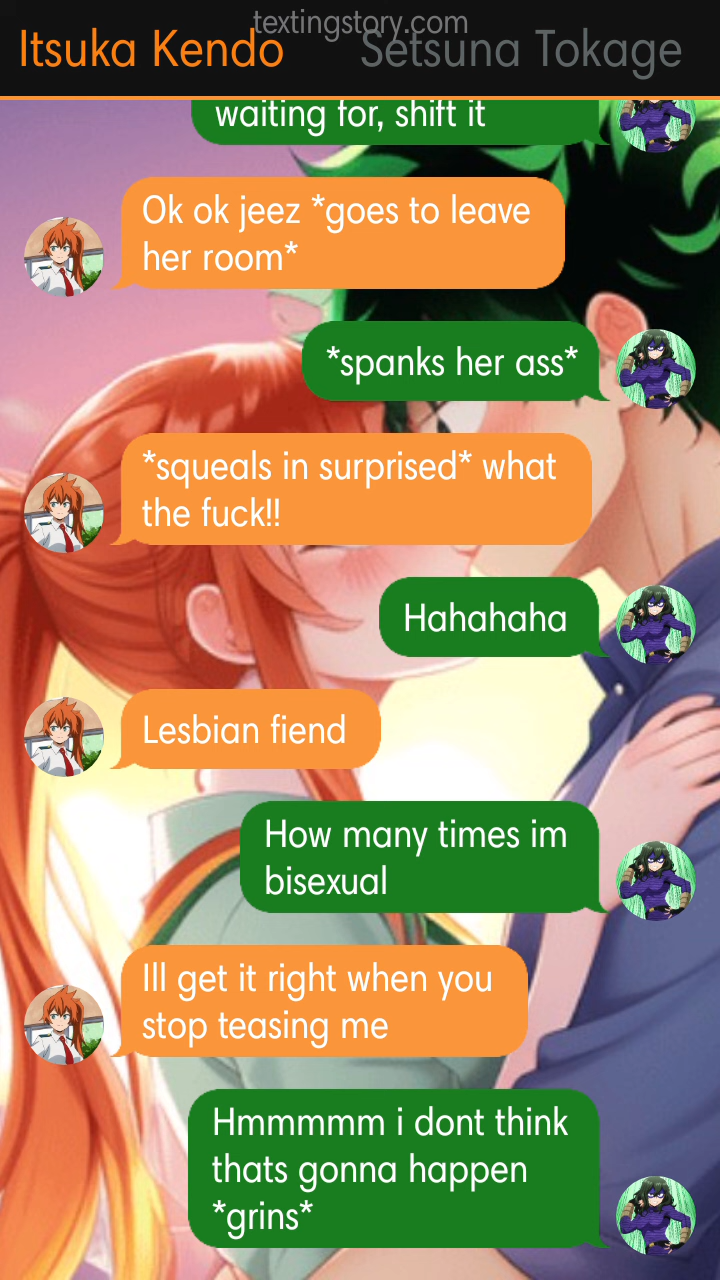 textingstory.com
Itsuka Kendo
Setsuna Tokage
waiting for, shift it
Ok ok jeez *goes to leave
her room*
*spanks her ass*
*squeals in surprised* what
the fuck!!
Hahahaha
Lesbian fiend
How many times im
bisexual
Ill get it right when you
stop teasing me
Hmmmmm i dont think
thats gonna happen
*grins*